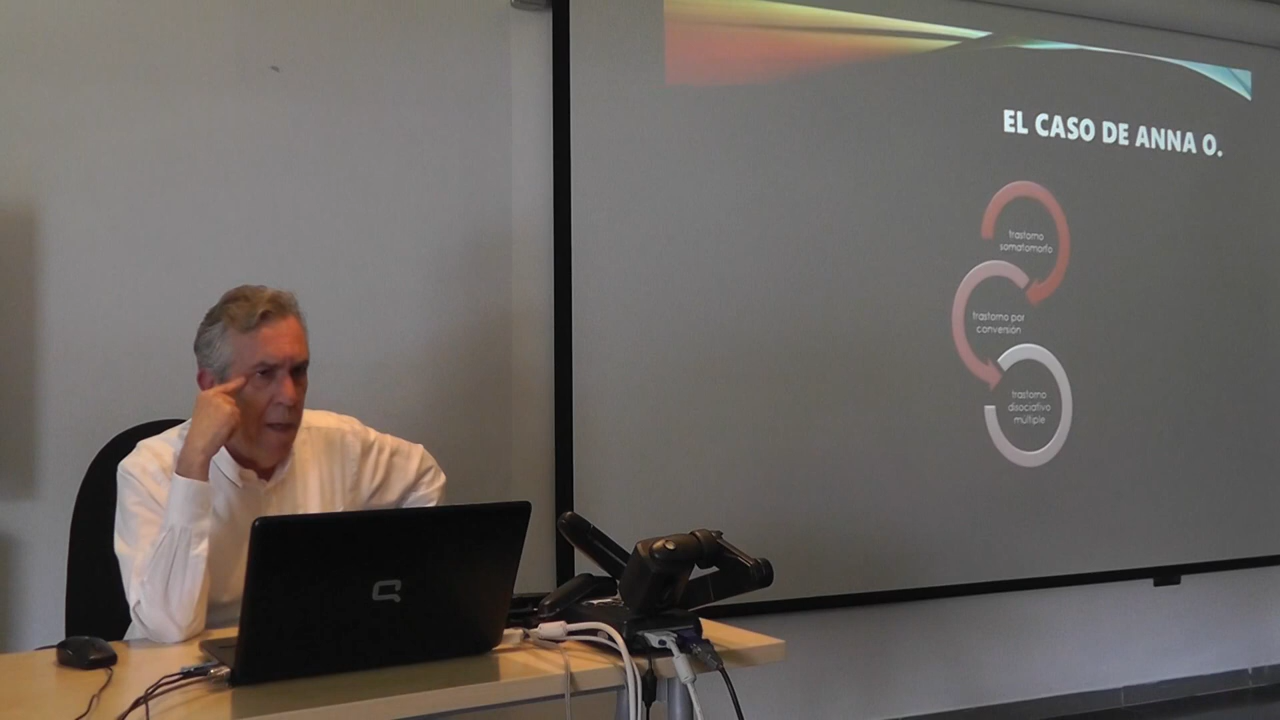 EL CASO DE ANNA O.
trastorno
somatomorfo
trastorno por
conversión
trastorno
disociativo
múltiple